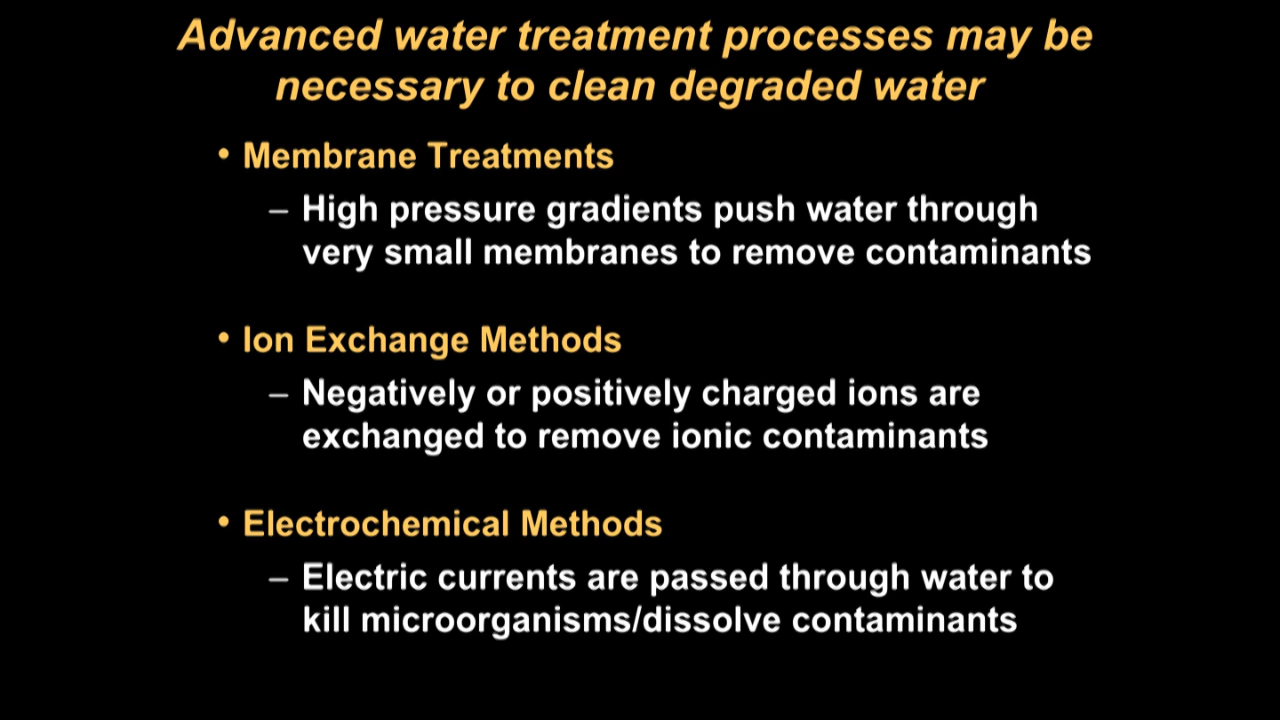 Advanced water treatment processes may be
necessary to clean degraded water
• Membrane Treatments
– High pressure gradients push water through
very small membranes to remove contaminants
• Ion Exchange Methods
– Negatively or positively charged ions are
exchanged to remove ionic contaminants
• Electrochemical Methods
– Electric currents are passed through water to
kill microorganisms/dissolve contaminants